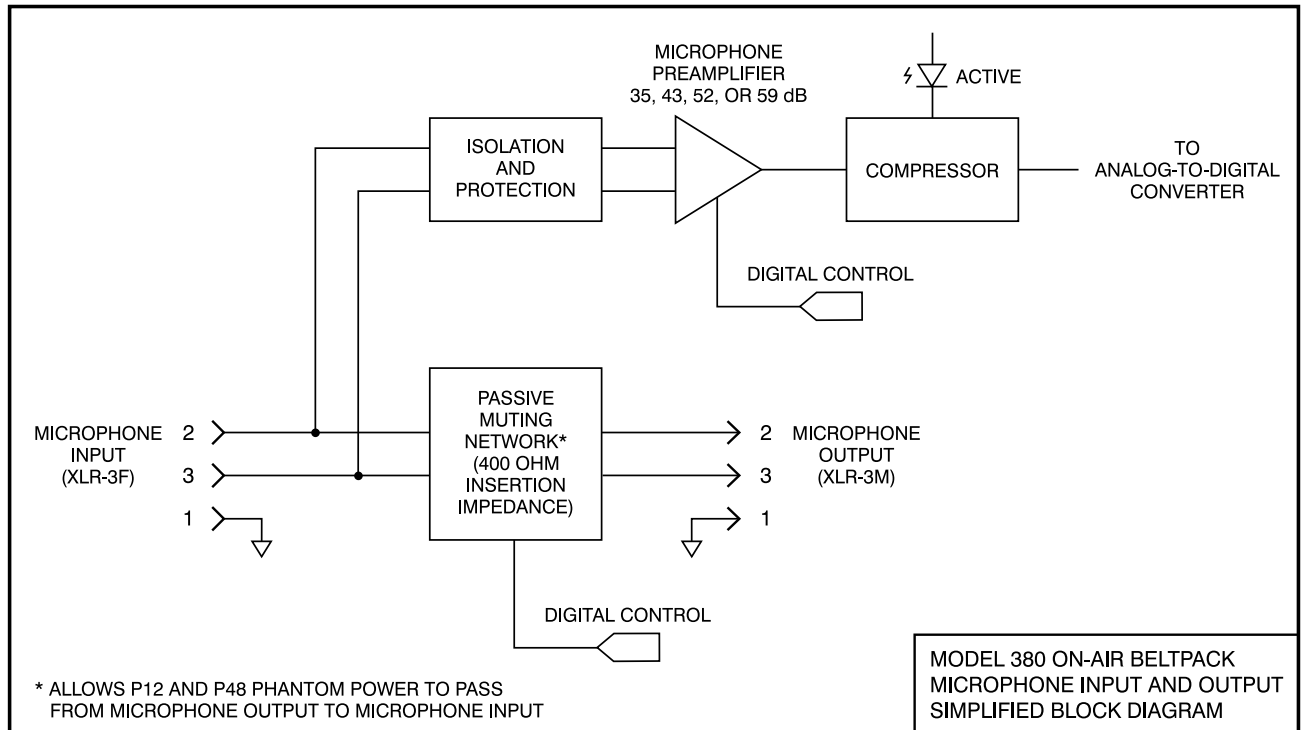 MICROPHONE
PREAMPLIFIER
35, 43, 52, OR 59 dB
ACTIVE
ISOLATION
AND
PROTECTION
COMPRESSOR
TO
ANALOG-TO-DIGITAL
CONVERTER
DIGITAL CONTROL
MICROPHONE
INPUT
(XLR-3F)
2
3
1
PASSIVE
MUTING
NETWORK*
(400 OHM
INSERTION
IMPEDANCE)
2
3
1
MICROPHONE
OUTPUT
(XLR-3M)
DIGITAL CONTROL
* ALLOWS P12 AND P48 PHANTOM POWER TO PASS
FROM MICROPHONE OUTPUT TO MICROPHONE INPUT
MODEL 380 ON-AIR BELTPACK
MICROPHONE INPUT AND OUTPUT
SIMPLIFIED BLOCK DIAGRAM